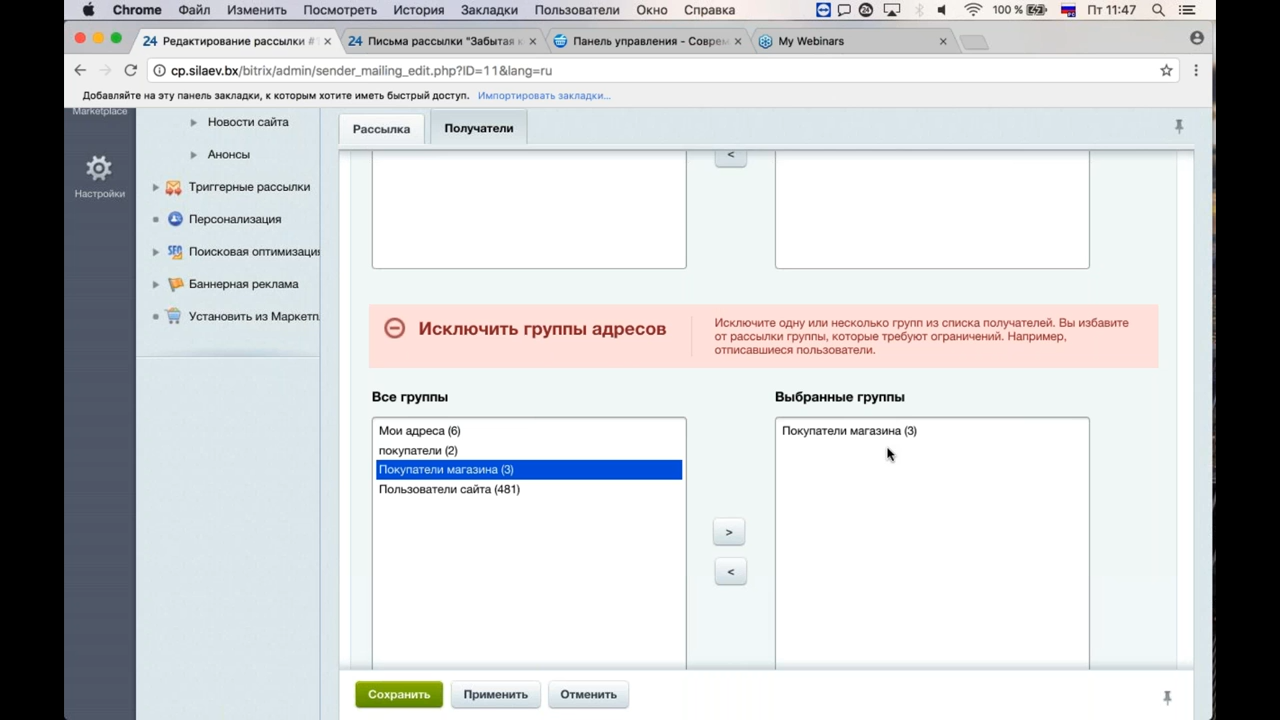 Chrome Файл Изменить Посмотреть История Закладки Пользователи Окно Справка 100 % Пт 11:47
24 Редактирование рассылки # × 24 Письма рассылки "Забытая × Панель управления - Соврем × My Webinars ×
cp.silaev.bx/bitrix/admin/sender_mailing_edit.php?ID=11&lang=ru
Добавляйте на эту панель закладки, к которым хотите иметь быстрый доступ. Импортировать закладки...
Marketplace
Настройки
Новости сайта
Анонсы
Триггерные рассылки
Персонализация
Поисковая оптимизация
Баннерная реклама
Установить из Маркетпл
Рассылка Получатели
<
Исключить группы адресов
Исключите одну или несколько групп из списка получателей. Вы избавите
от рассылки группы, которые требуют ограничений. Например,
отписавшиеся пользователи.
Все группы
Мои адреса (6)
покупатели (2)
Покупатели магазина (3)
Пользователи сайта (481)
>
<
Выбранные группы
Покупатели магазина (3)
Сохранить Применить Отменить